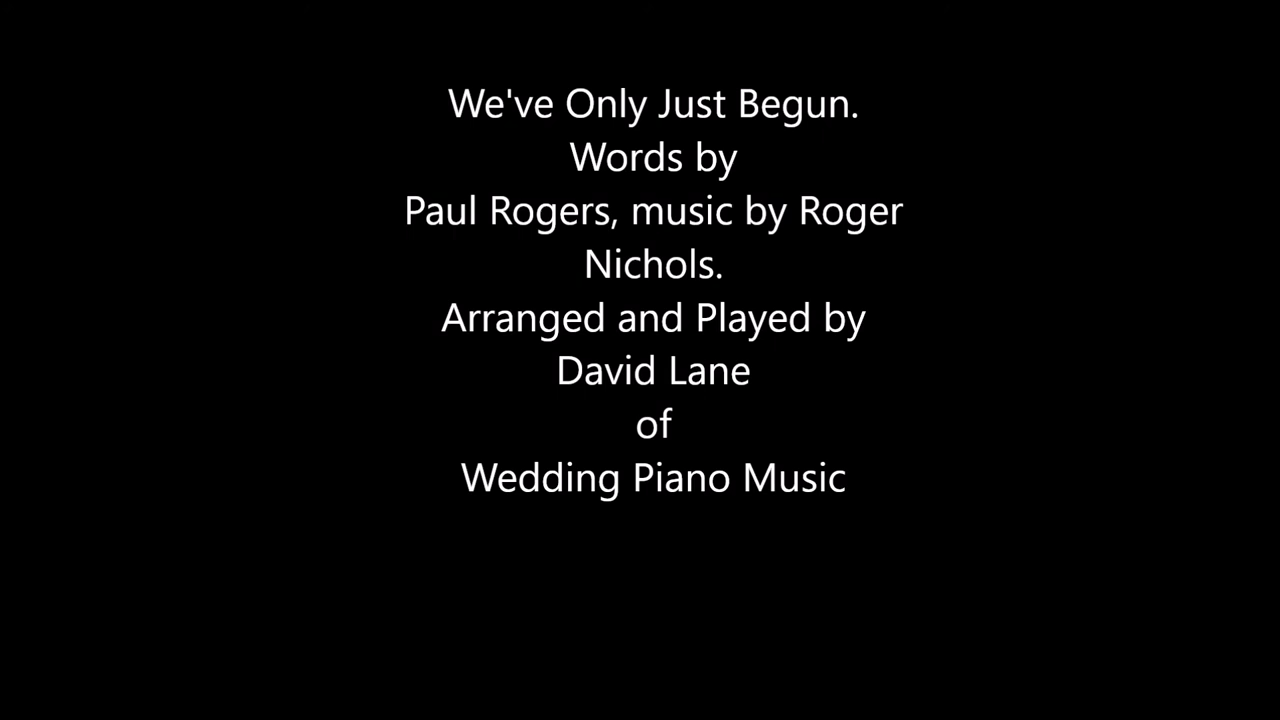 We've Only Just Begun.
Words by
Paul Rogers, music by Roger
Nichols.
Arranged and Played by
David Lane
of
Wedding Piano Music